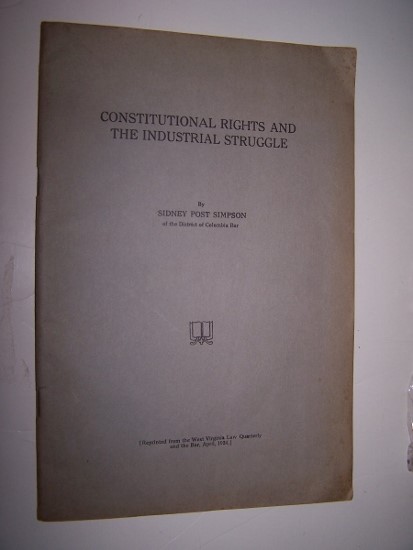 CONSTITUTIONAL RIGHTS AND
THE INDUSTRIAL STRUGGLE
By
SIDNEY POST SIMPSON
of the District of Columbia Bar
[Reprinted from the West Virginia Law Quarterly
and the Bar, April,